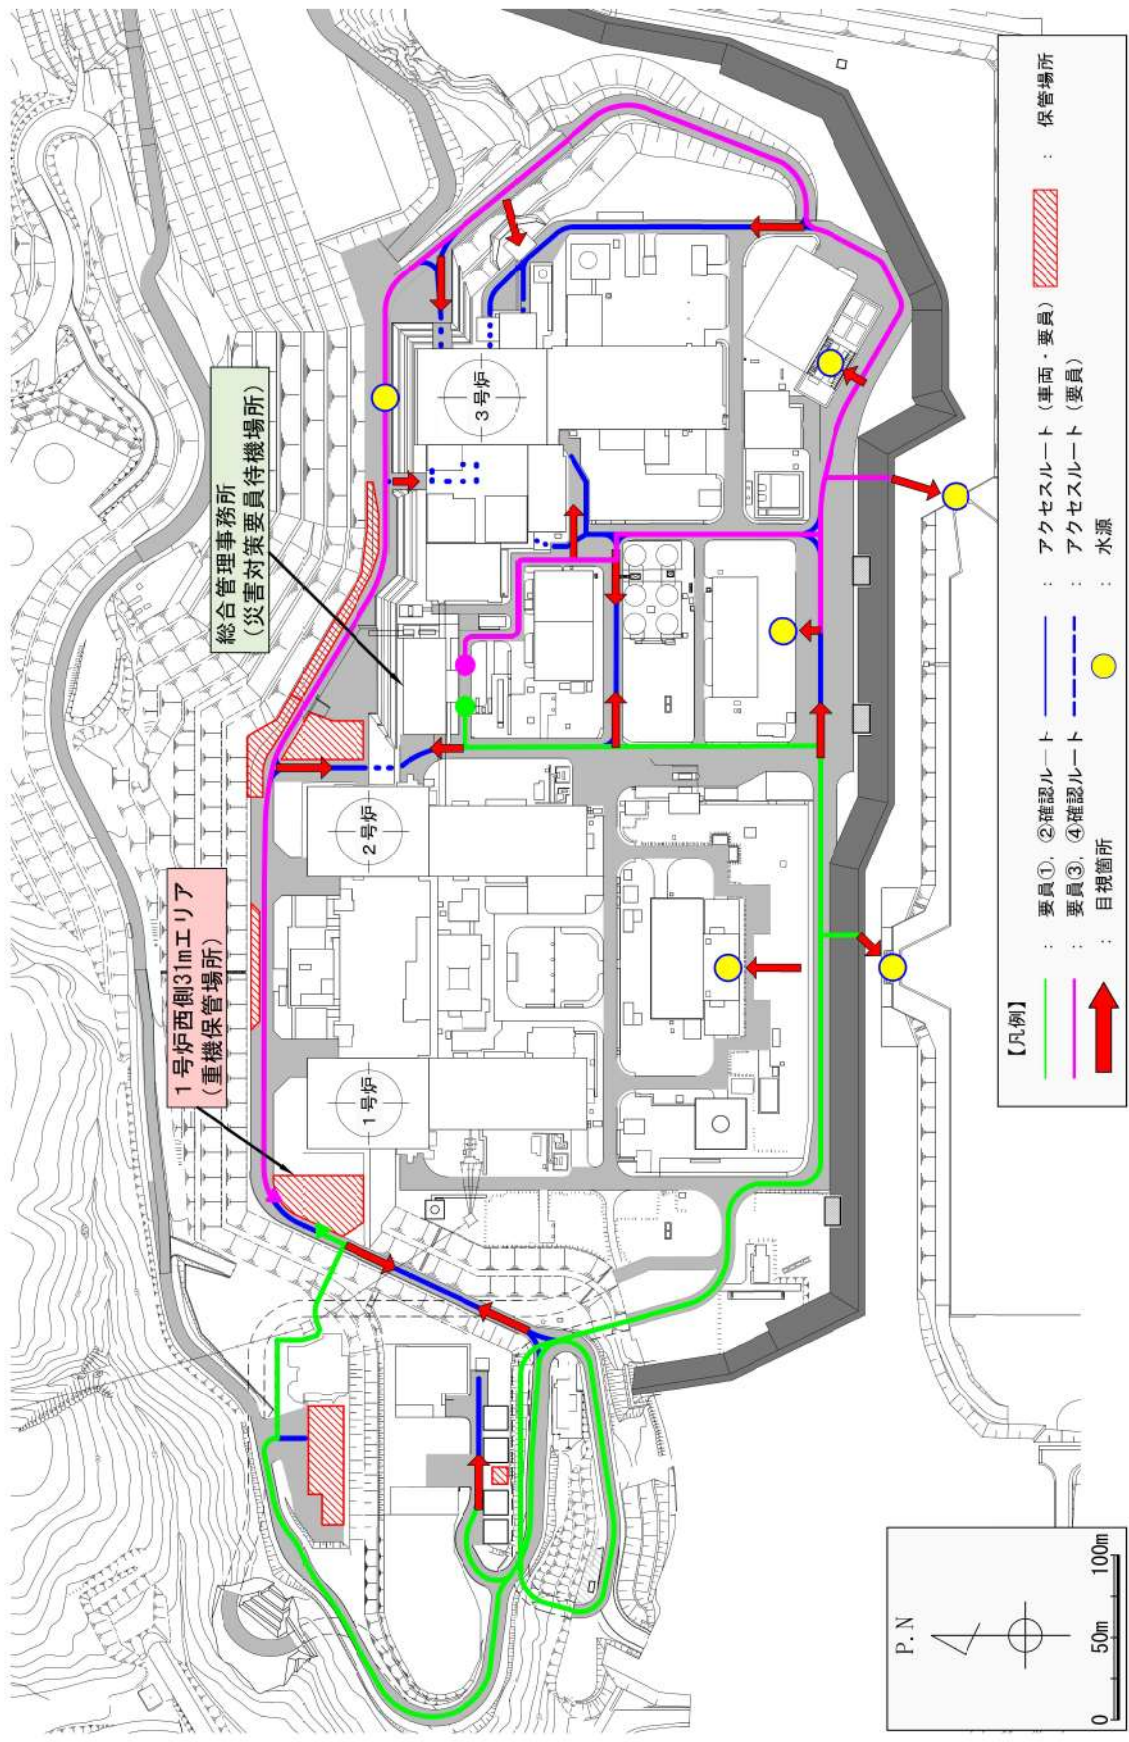 総合管理事務所
（災害対策要員待機場所）
１号炉西側31mエリア
（重機保管場所）
１号炉
２号炉
３号炉
P.N
0 50m 100m
【凡例】
： 要員①，②確認ルート
： アクセスルート（車両・要員）
： 保管場所
： 要員③，④確認ルート
： アクセスルート（要員）
： 目視箇所
： 水源